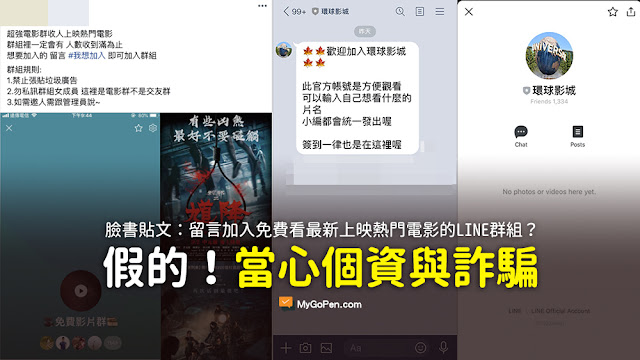 超強電影群收人上映熱門電影
群組裡一定會有 人數收到滿為止
想要加入的 留言 #我想加入 即可加入群組
群組規則:
1.禁止張貼垃圾廣告
2.勿私訊群組女成員 這裡是電影群不是交友群
3.如需邀人需跟管理員說~
下午9:44
有些凶煞
最好不要碰觸
免費影片群
99+
環球影城
昨天
歡迎加入環球影城
此官方帳號是方便觀看
可以輸入自己想看什麼的
片名
小編都會統一發出喔
簽到一律也是在這裡喔
Aa
環球影城
Friends 1,334
Chat
Posts
No photos or videos here yet.
LINE
LINE Official Account
臉書貼文：留言加入免費看最新上映熱門電影的LINE群組？
假的！當心個資與詐騙
MyGoPen.com